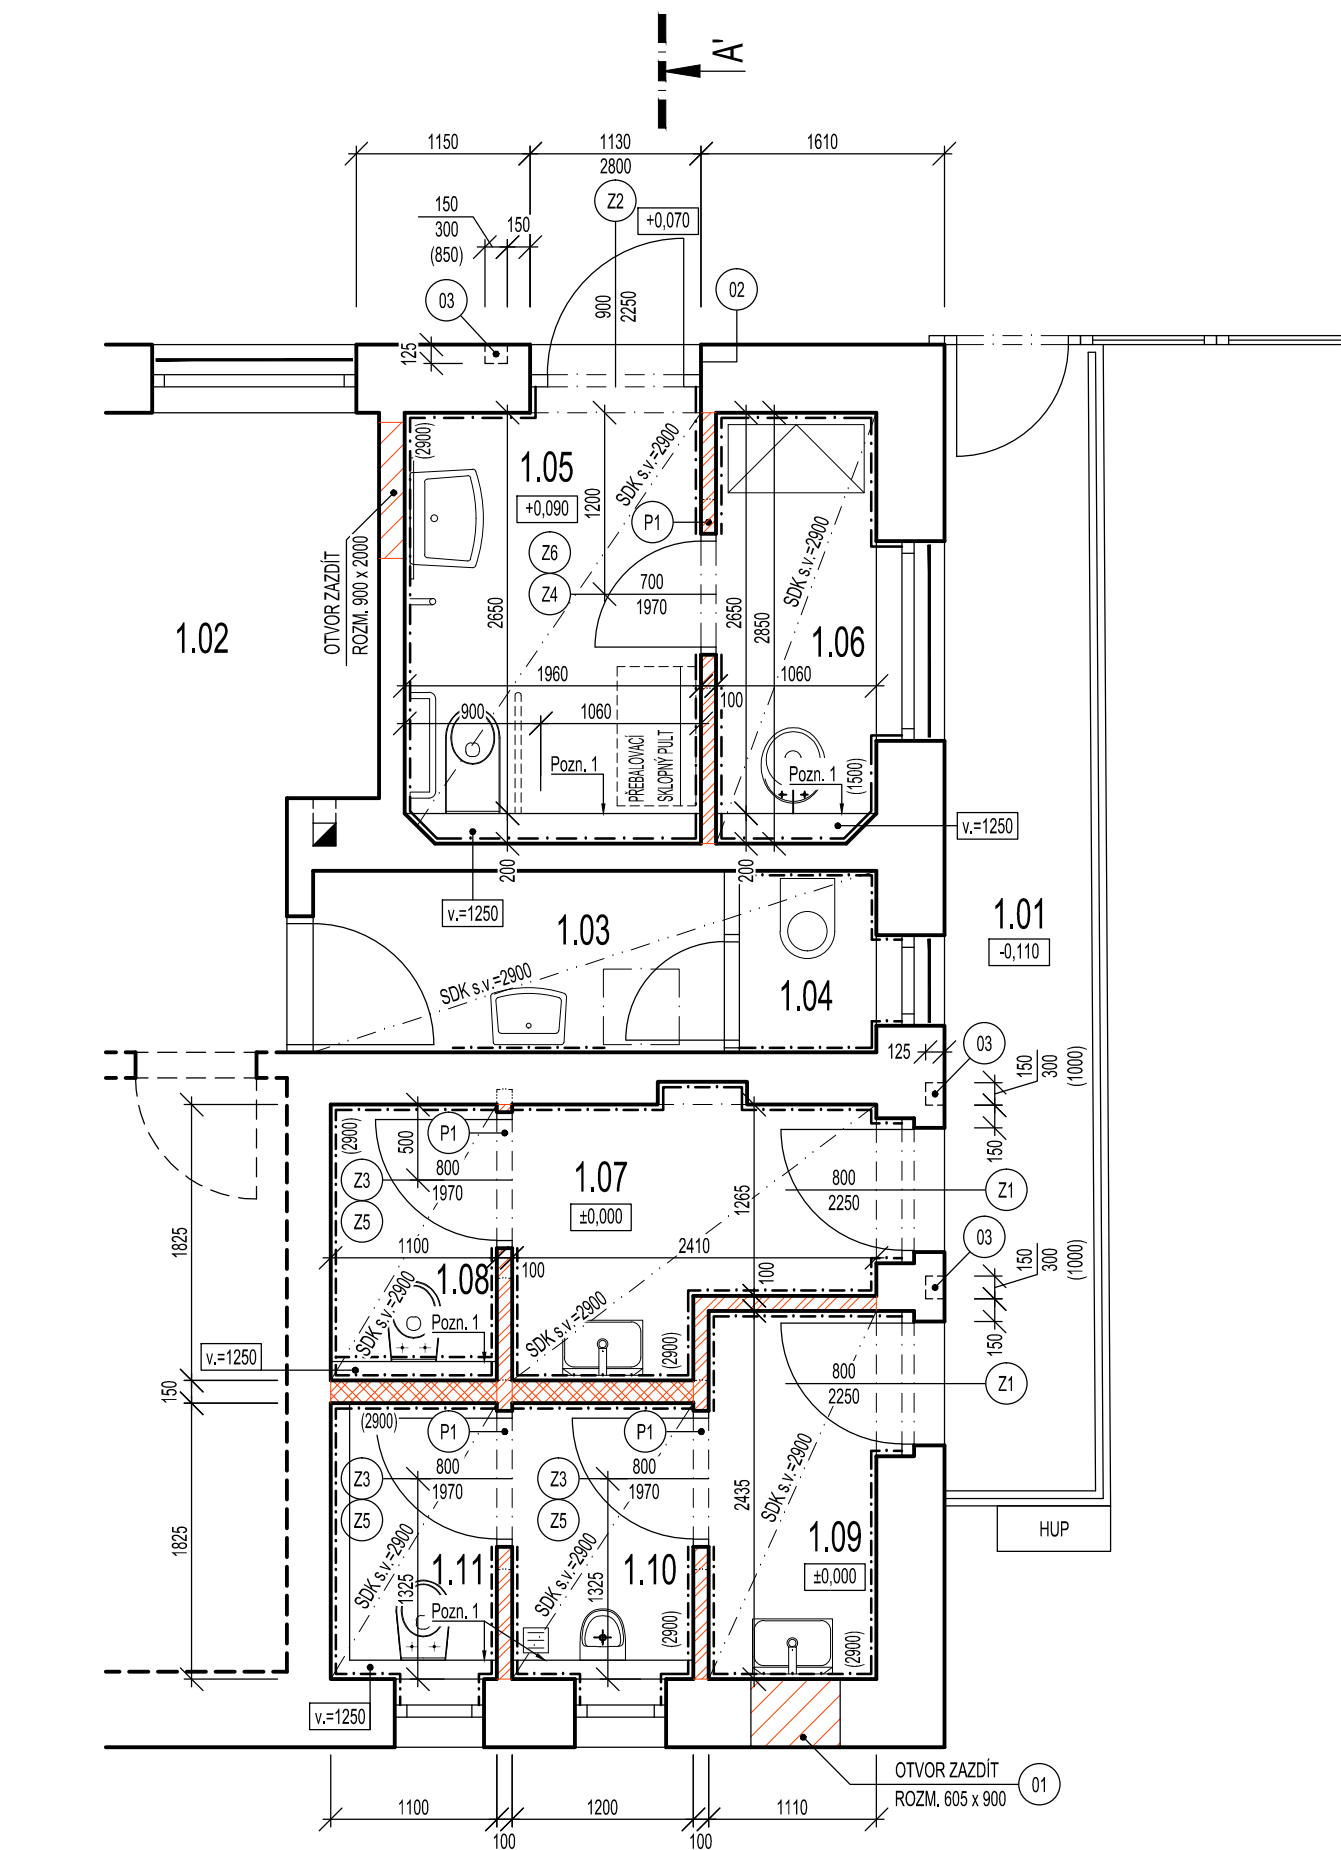 A'
1150
1130
2800
1610
Z2
+0,070
150
300
(850)
150
03
02
900
2250
125
(2900)
1.05
+0,090
1200
SDK s.v.=2900
P1
Z6
Z4
700
1970
OTVOR ZAZDÍT
ROZM. 900 x 2000
1.02
2650
2650
2850
SDK s.v.=2900
1.06
1960
100
1060
900
1060
PŘEBALOVACÍ
SKLOPNÝ PULT
Pozn. 1
Pozn. 1
(1500)
v.=1250
200
200
v.=1250
1.03
SDK s.v.=2900
1.04
1.01
-0,110
125
03
150
300
(1000)
150
(2900)
500
P1
Z3
800
1970
Z5
1.07
±0,000
1265
800
2250
Z1
03
150
300
(1000)
150
1825
1100
100
2410
1.08
100
SDK s.v.=2900
SDK s.v.=2900
Pozn. 1
(2900)
v.=1250
150
800
2250
Z1
(2900)
P1
P1
Z3
800
1970
Z5
Z3
800
1970
Z5
2435
SDK s.v.=2900
1825
SDK s.v.=2900
1325
1.11
SDK s.v.=2900
1325
1.10
1.09
±0,000
HUP
Pozn. 1
(2900)
(2900)
v.=1250
OTVOR ZAZDÍT
ROZM. 605 x 900
01
1100
100
1200
100
1110